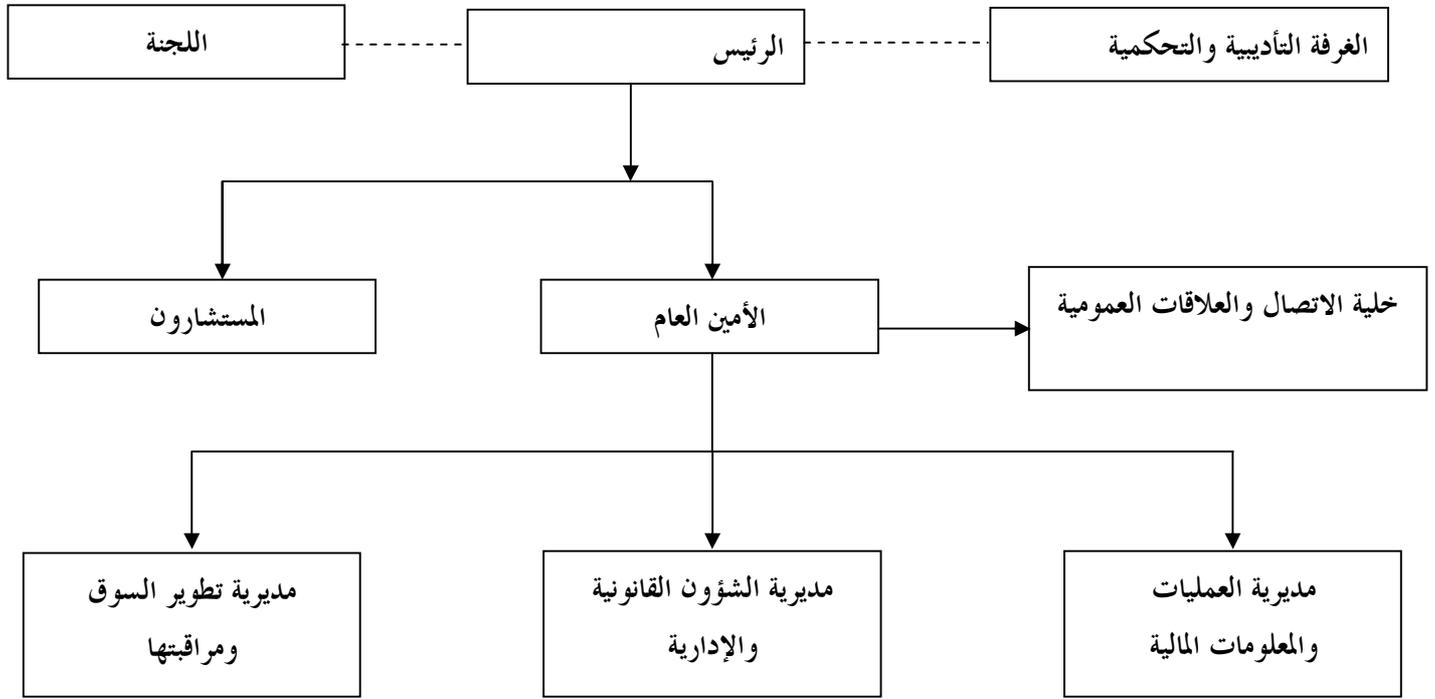 الغرفة التأديبية والتحكمية
الرئيس
اللجنة
خلية الاتصال والعلاقات العمومية
الأمين العام
المستشارون
مديرية العمليات
والمعلومات المالية
مديرية الشؤون القانونية
والإدارية
مديرية تطوير السوق
ومراقبتها